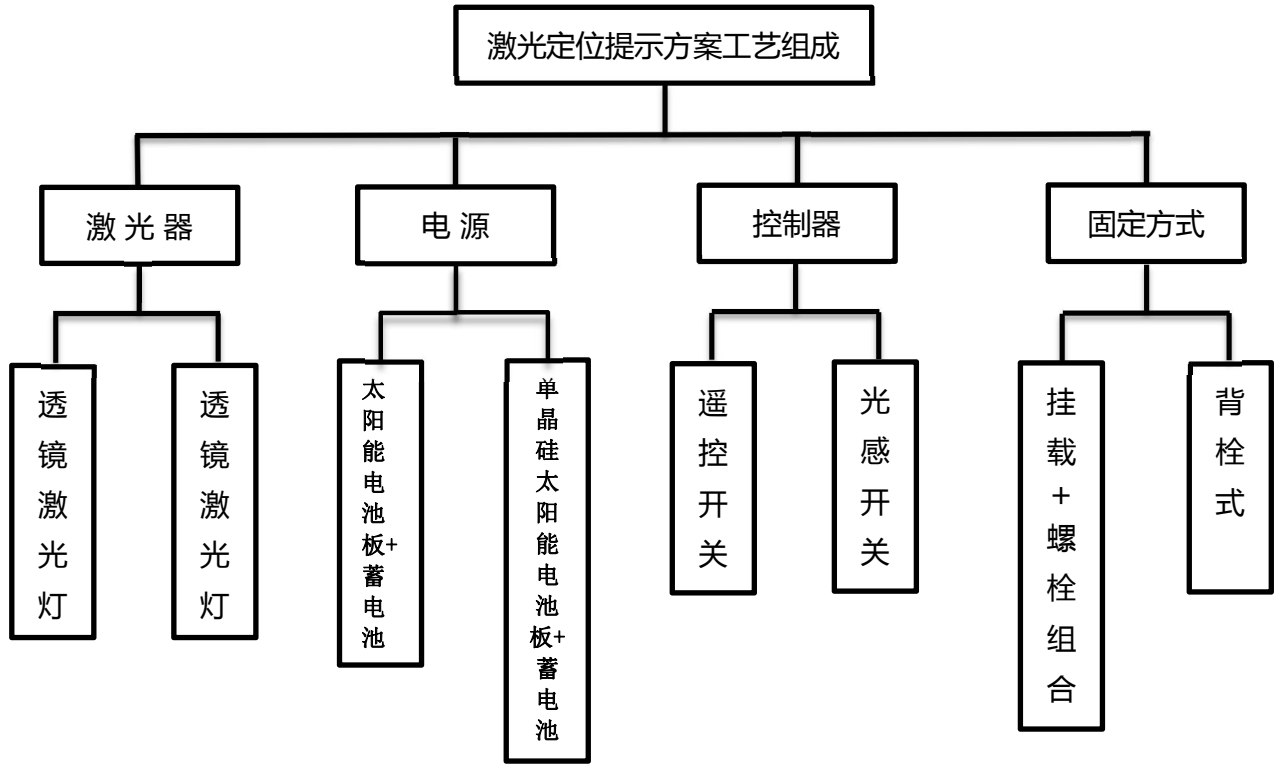 激光定位提示方案工艺组成
激光器
电源
控制器
固定方式
透镜激光灯
透镜激光灯
太阳能电池板+蓄电池
单晶硅太阳能电池板+蓄电池
遥控开关
光感开关
挂载+螺栓组合
背栓式